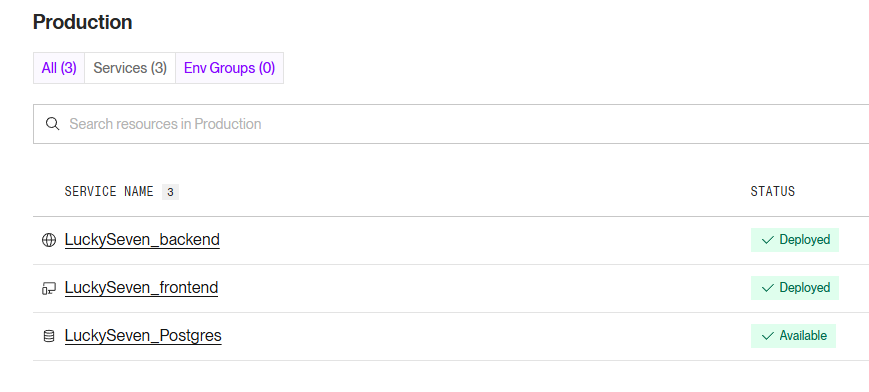 Production
All (3) Services (3) Env Groups (0)
Search resources in Production
SERVICE NAME 3 STATUS
LuckySeven_backend Deployed
LuckySeven_frontend Deployed
LuckySeven_Postgres Available